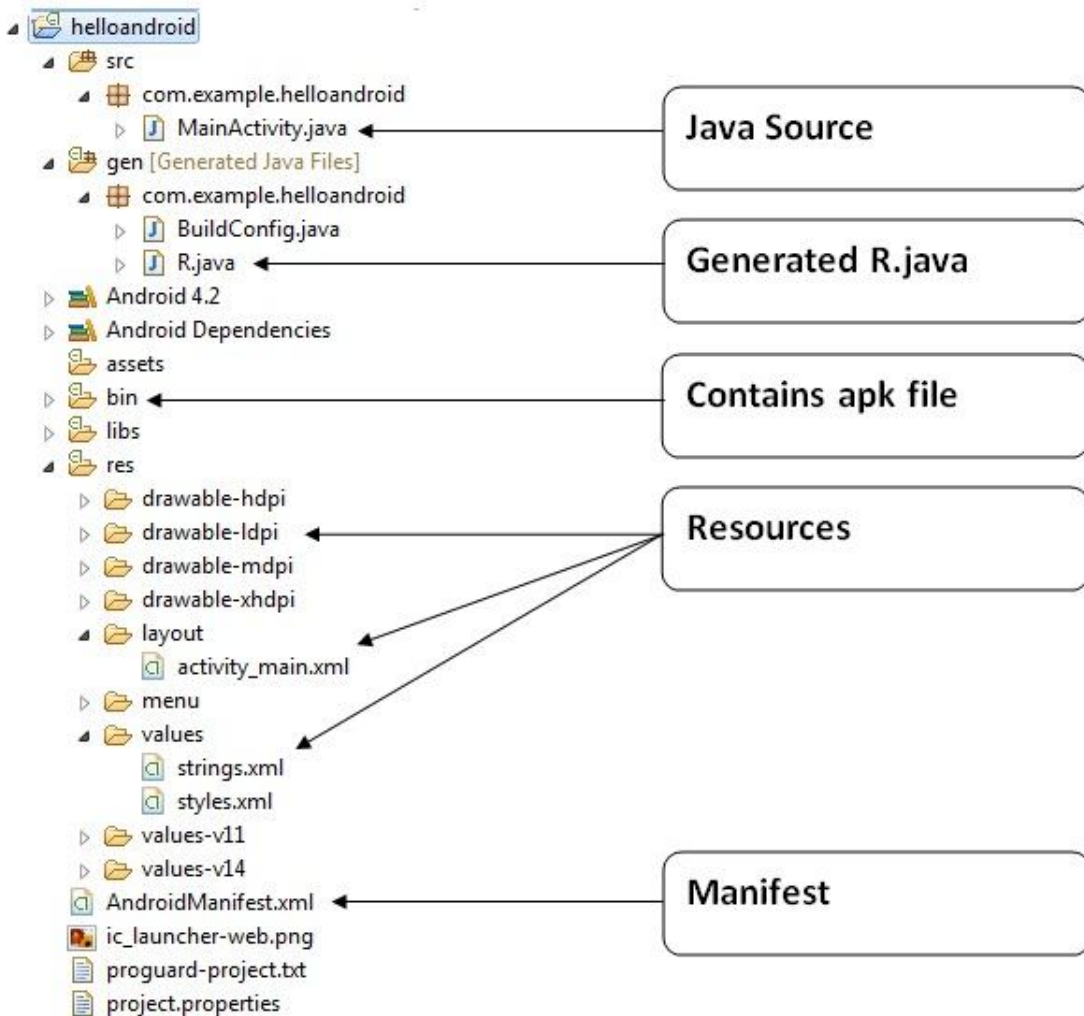 helloandroid
src
com.example.helloandroid
MainActivity.java
Java Source
gen [Generated Java Files]
com.example.helloandroid
BuildConfig.java
R.java
Generated R.java
Android 4.2
Android Dependencies
assets
bin
Contains apk file
libs
res
drawable-hdpi
drawable-ldpi
Resources
drawable-mdpi
drawable-xhdpi
layout
activity_main.xml
menu
values
strings.xml
styles.xml
values-v11
values-v14
AndroidManifest.xml
Manifest
ic_launcher-web.png
proguard-project.txt
project.properties